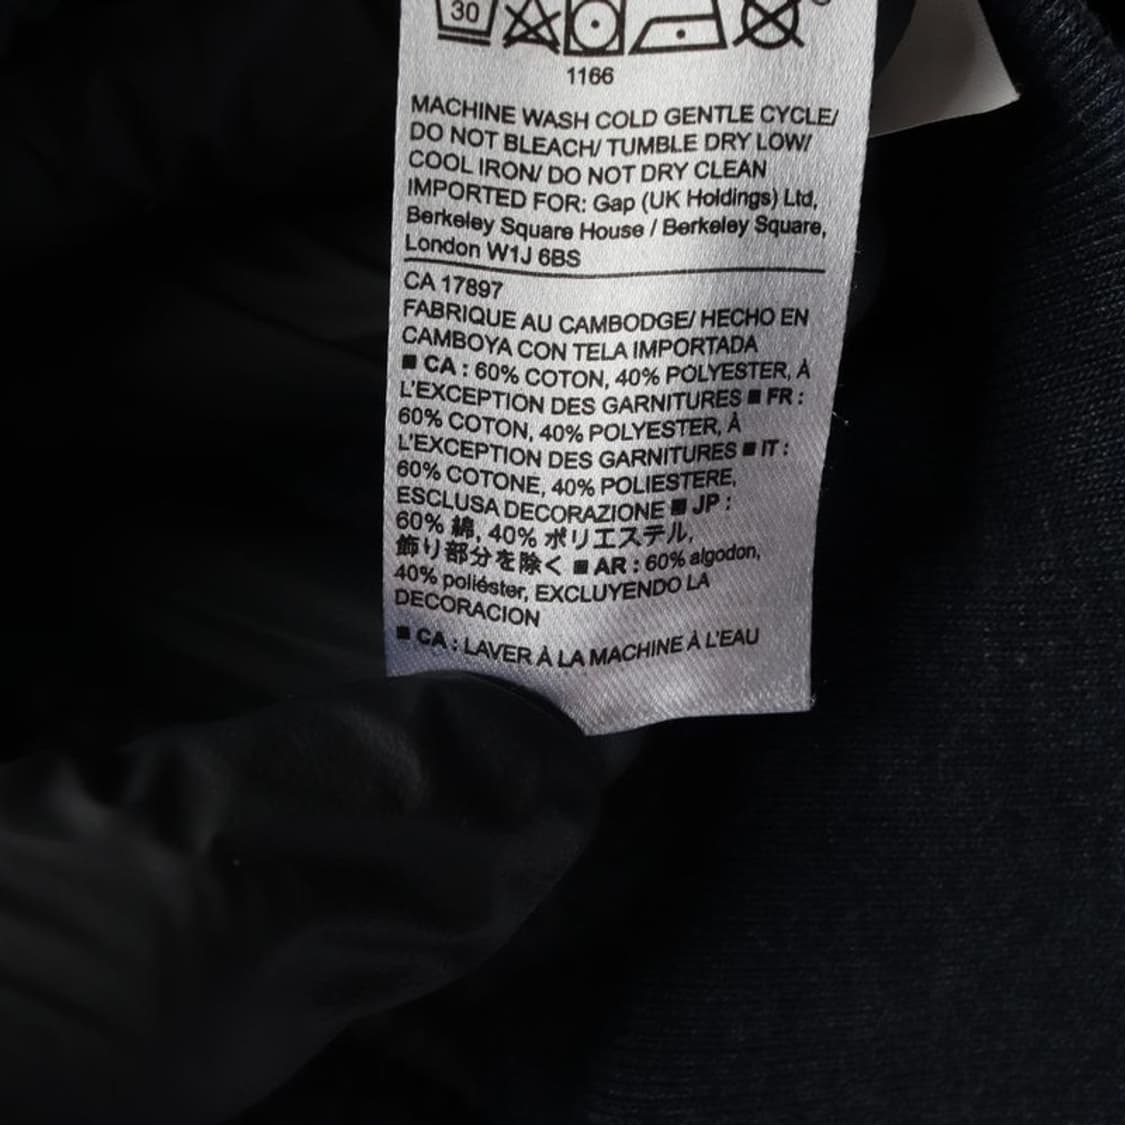 30
1166
MACHINE WASH COLD GENTLE CYCLE/
DO NOT BLEACH/ TUMBLE DRY LOW/
COOL IRON/ DO NOT DRY CLEAN
IMPORTED FOR: Gap (UK Holdings) Ltd,
Berkeley Square House / Berkeley Square,
London W1J 6BS
CA 17897
FABRIQUE AU CAMBODGE/ HECHO EN
CAMBOYA CON TELA IMPORTADA
■ CA : 60% COTON, 40% POLYESTER, À
L'EXCEPTION DES GARNITURES ■ FR :
60% COTON, 40% POLYESTER, À
L'EXCEPTION DES GARNITURES ■ IT :
60% COTONE, 40% POLIESTERE,
ESCLUSA DECORAZIONE ■ JP :
60% 綿, 40% ポリエステル,
飾り部分を除く ■ AR : 60% algodon,
40% poliéster, EXCLUYENDO LA
DECORACION
■ CA : LAVER À LA MACHINE À L'EAU